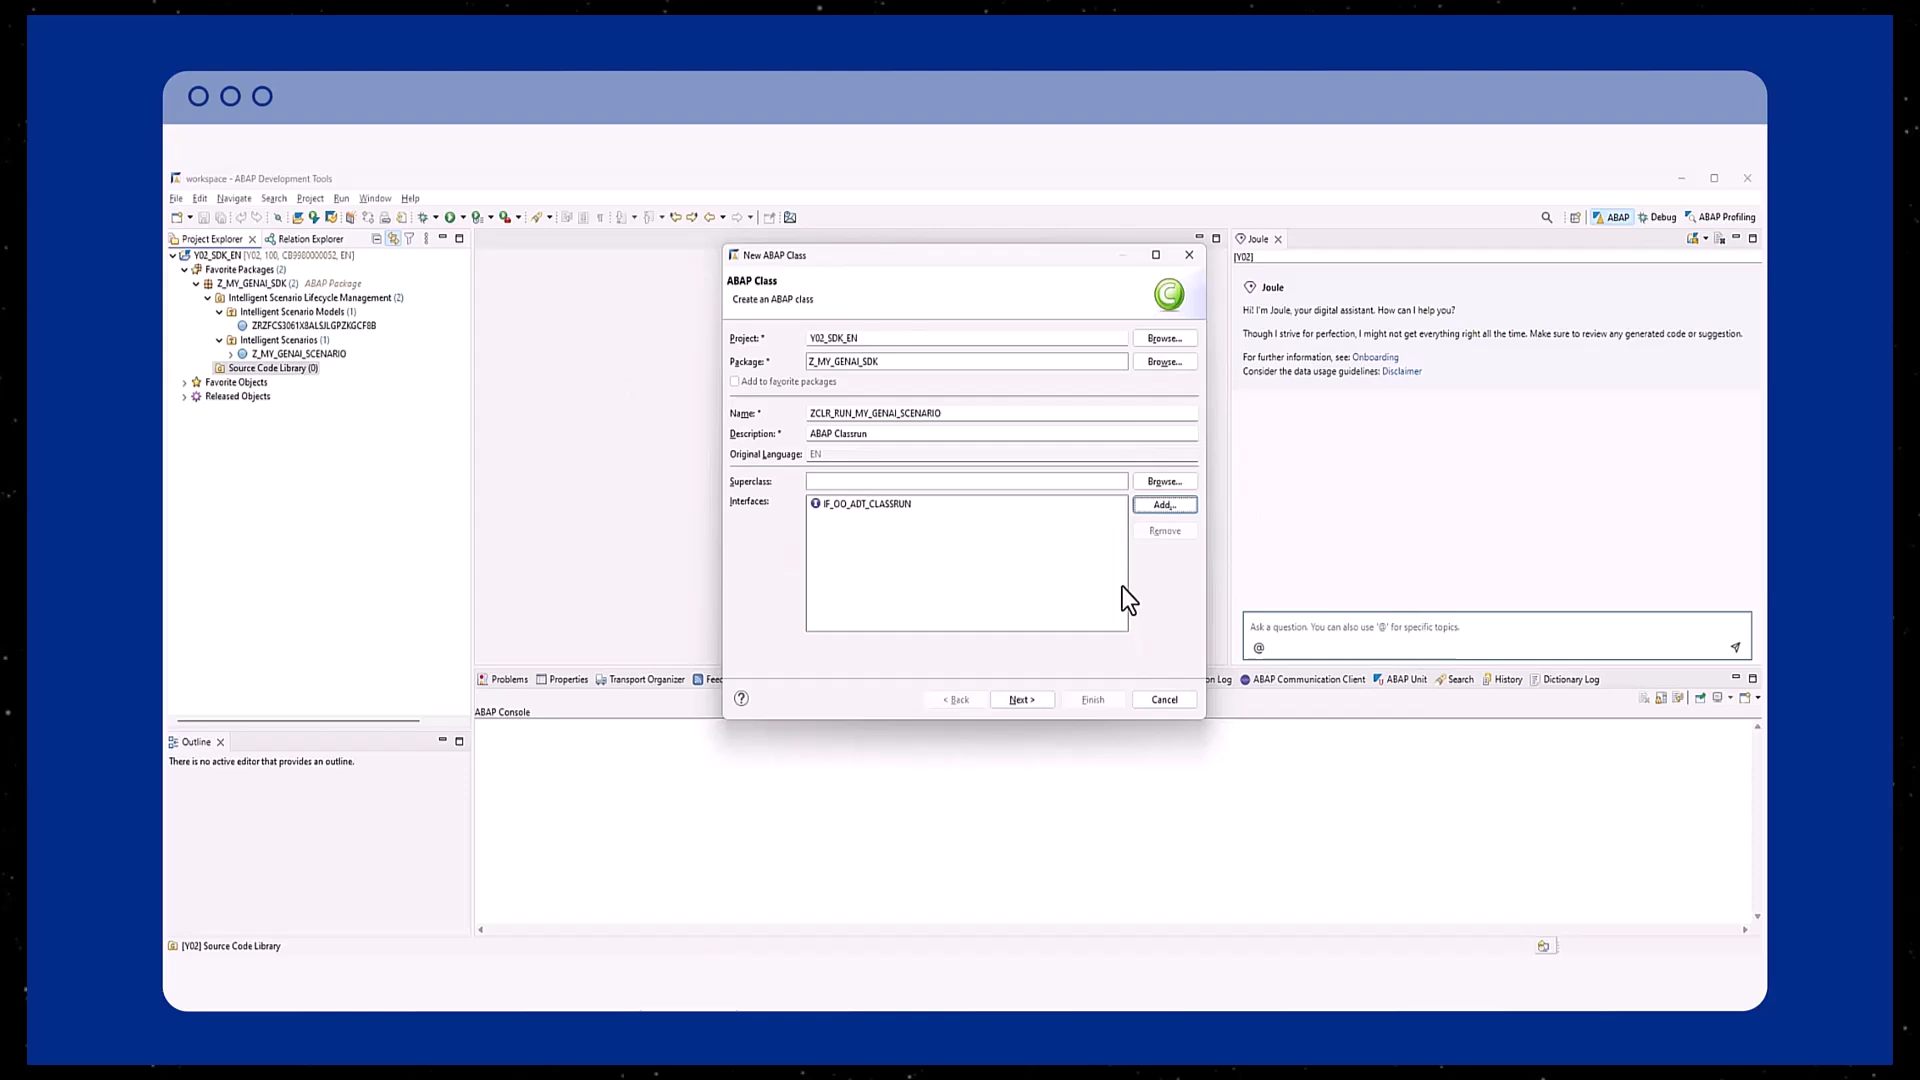 workspace - ABAP Development Tools
File Edit Navigate Search Project Run Window Help
ABAP Debug ABAP Profiling
Project Explorer Relation Explorer
Y02_SDK_EN [Y02, 100, CB9980000052, EN]
Favorite Packages (2)
Z_MY_GENAI_SDK (2) ABAP Package
Intelligent Scenario Lifecycle Management (2)
Intelligent Scenario Models (1)
ZRZFCS3061X8ALSJLGPZKGCF8B
Intelligent Scenarios (1)
Z_MY_GENAI_SCENARIO
Source Code Library (0)
Favorite Objects
Released Objects
New ABAP Class
ABAP Class
Create an ABAP class
Project: * Y02_SDK_EN Browse...
Package: * Z_MY_GENAI_SDK Browse...
Add to favorite packages
Name: * ZCLR_RUN_MY_GENAI_SCENARIO
Description: * ABAP Classrun
Original Language: EN
Superclass: Browse...
Interfaces: IF_OO_ADT_CLASSRUN Add...
Remove
< Back Next > Finish Cancel
Joule
[Y02]
Joule
Hi! I'm Joule, your digital assistant. How can I help you?
Though I strive for perfection, I might not get everything right all the time. Make sure to review any generated code or suggestion.
For further information, see: Onboarding
Consider the data usage guidelines: Disclaimer
Ask a question. You can also use '@' for specific topics.
@
Problems Properties Transport Organizer Fee on Log ABAP Communication Client ABAP Unit Search History Dictionary Log
ABAP Console
Outline
There is no active editor that provides an outline.
[Y02] Source Code Library